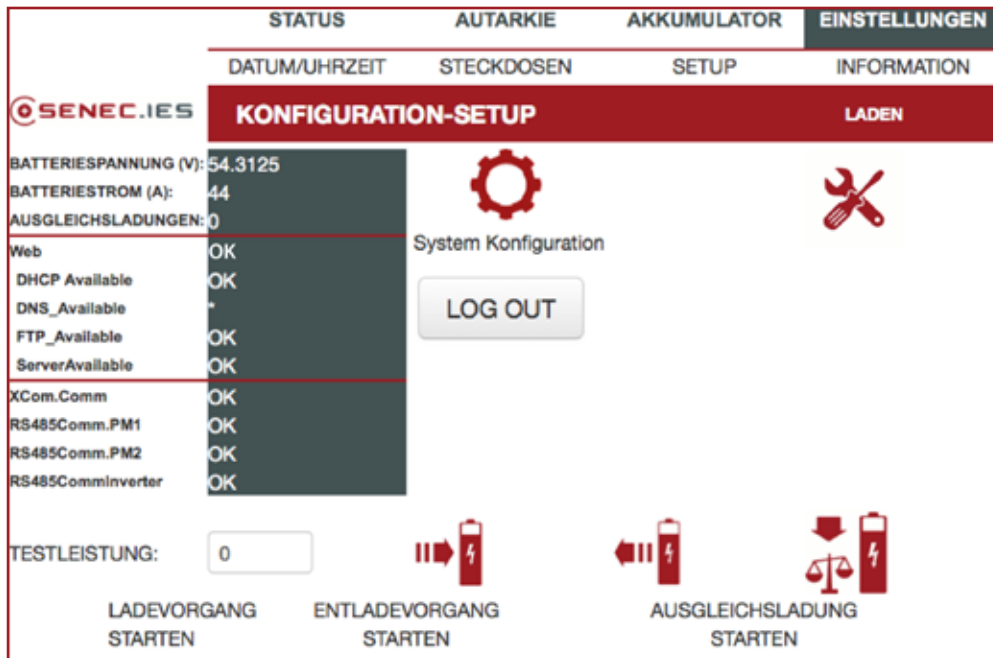 STATUS AUTARKIE AKKUMULATOR EINSTELLUNGEN
DATUM/UHRZEIT STECKDOSEN SETUP INFORMATION
SENEC.IES KONFIGURATION-SETUP LADEN
BATTERIESPANNUNG (V): 54.3125
BATTERIESTROM (A): 44
AUSGLEICHSLADUNGEN: 0
System Konfiguration
Web OK
DHCP Available OK
DNS_Available *
LOG OUT
FTP_Available OK
ServerAvailable OK
XCom.Comm OK
RS485Comm.PM1 OK
RS485Comm.PM2 OK
RS485CommInverter OK
TESTLEISTUNG: 0
LADEVORGANG ENTLADEVORGANG AUSGLEICHSLADUNG
STARTEN STARTEN STARTEN